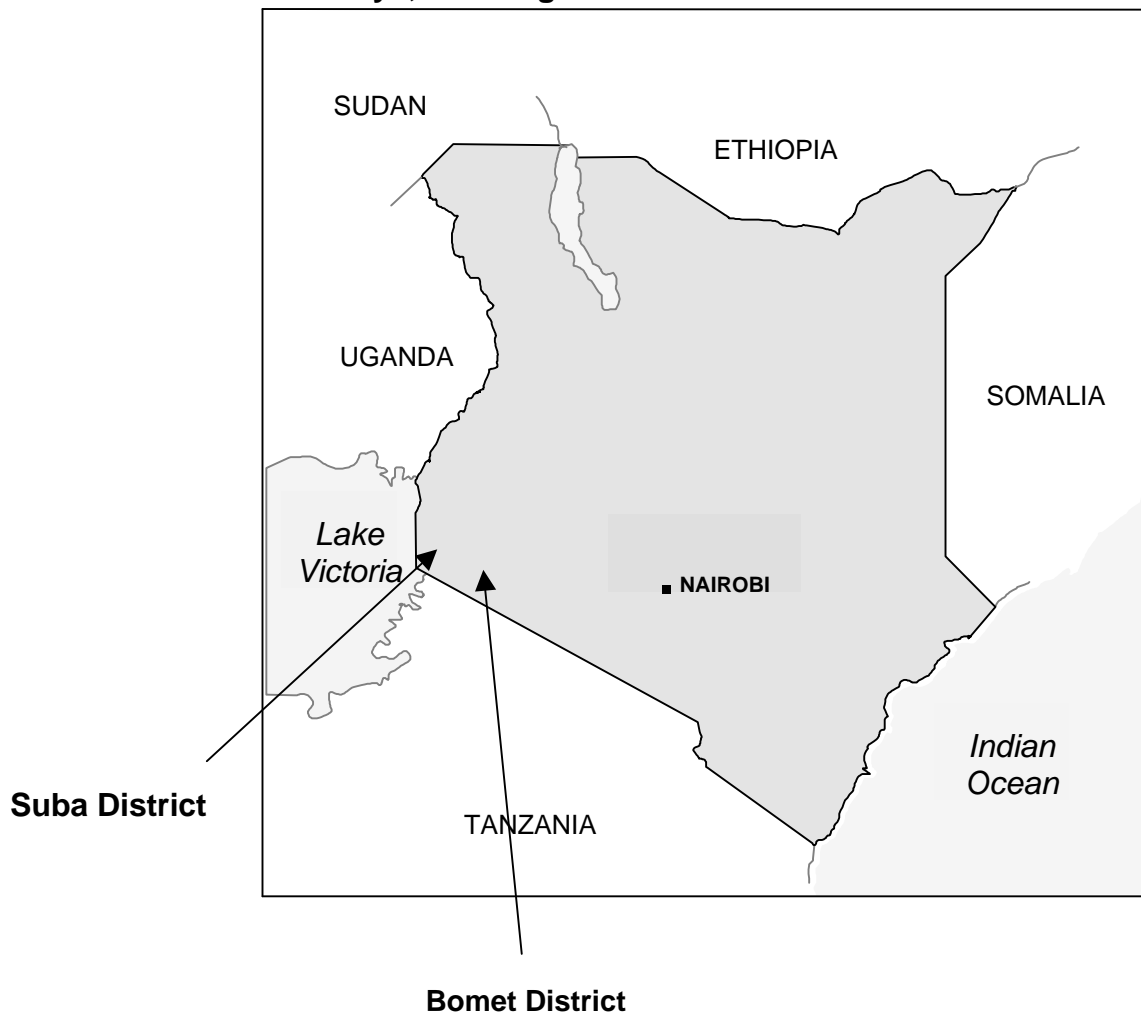 SUDAN
ETHIOPIA
UGANDA
SOMALIA
Lake
Victoria
NAIROBI
Indian
Ocean
Suba District
TANZANIA
Bomet District